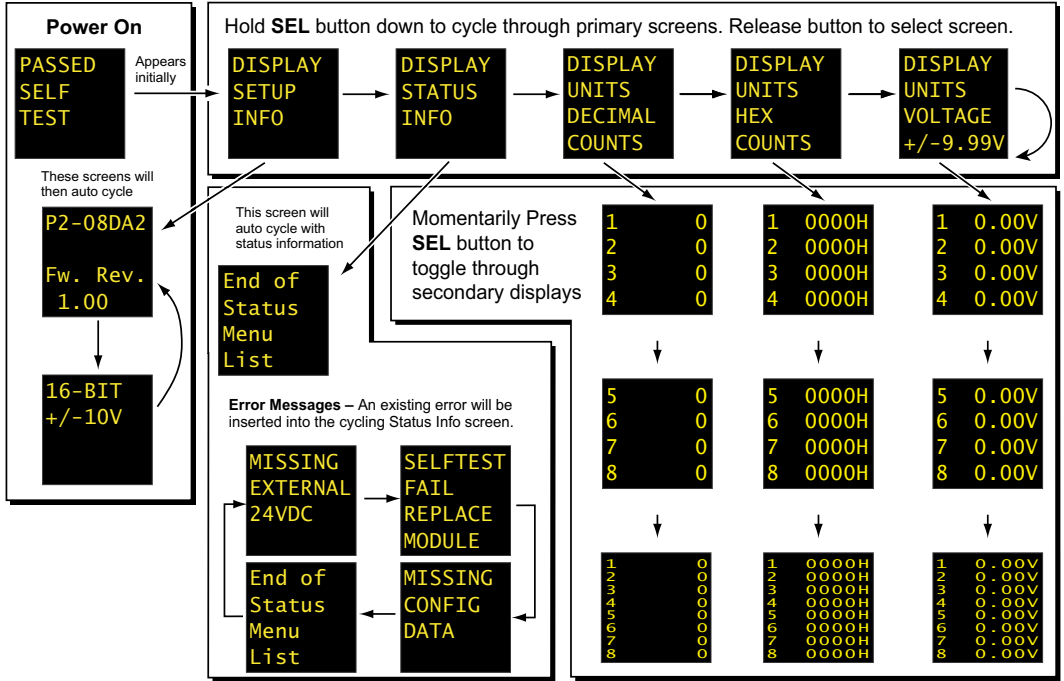 Power On
PASSED
SELF
TEST
Appears
initially
These screens will
then auto cycle
P2-08DA2
Fw. Rev.
1.00
16-BIT
+/-10V
Hold SEL button down to cycle through primary screens. Release button to select screen.
DISPLAY
SETUP
INFO
DISPLAY
STATUS
INFO
DISPLAY
UNITS
DECIMAL
COUNTS
DISPLAY
UNITS
HEX
COUNTS
DISPLAY
UNITS
VOLTAGE
+/-9.99V
This screen will
auto cycle with
status information
End of
Status
Menu
List
Error Messages – An existing error will be
inserted into the cycling Status Info screen.
MISSING
EXTERNAL
24VDC
SELFTEST
FAIL
REPLACE
MODULE
End of
Status
Menu
List
MISSING
CONFIG
DATA
Momentarily Press
SEL button to
toggle through
secondary displays
1 0
2 0
3 0
4 0
1 0000H
2 0000H
3 0000H
4 0000H
1 0.00V
2 0.00V
3 0.00V
4 0.00V
5 0
6 0
7 0
8 0
5 0000H
6 0000H
7 0000H
8 0000H
5 0.00V
6 0.00V
7 0.00V
8 0.00V
1 0
2 0
3 0
4 0
5 0
6 0
7 0
8 0
1 0000H
2 0000H
3 0000H
4 0000H
5 0000H
6 0000H
7 0000H
8 0000H
1 0.00V
2 0.00V
3 0.00V
4 0.00V
5 0.00V
6 0.00V
7 0.00V
8 0.00V